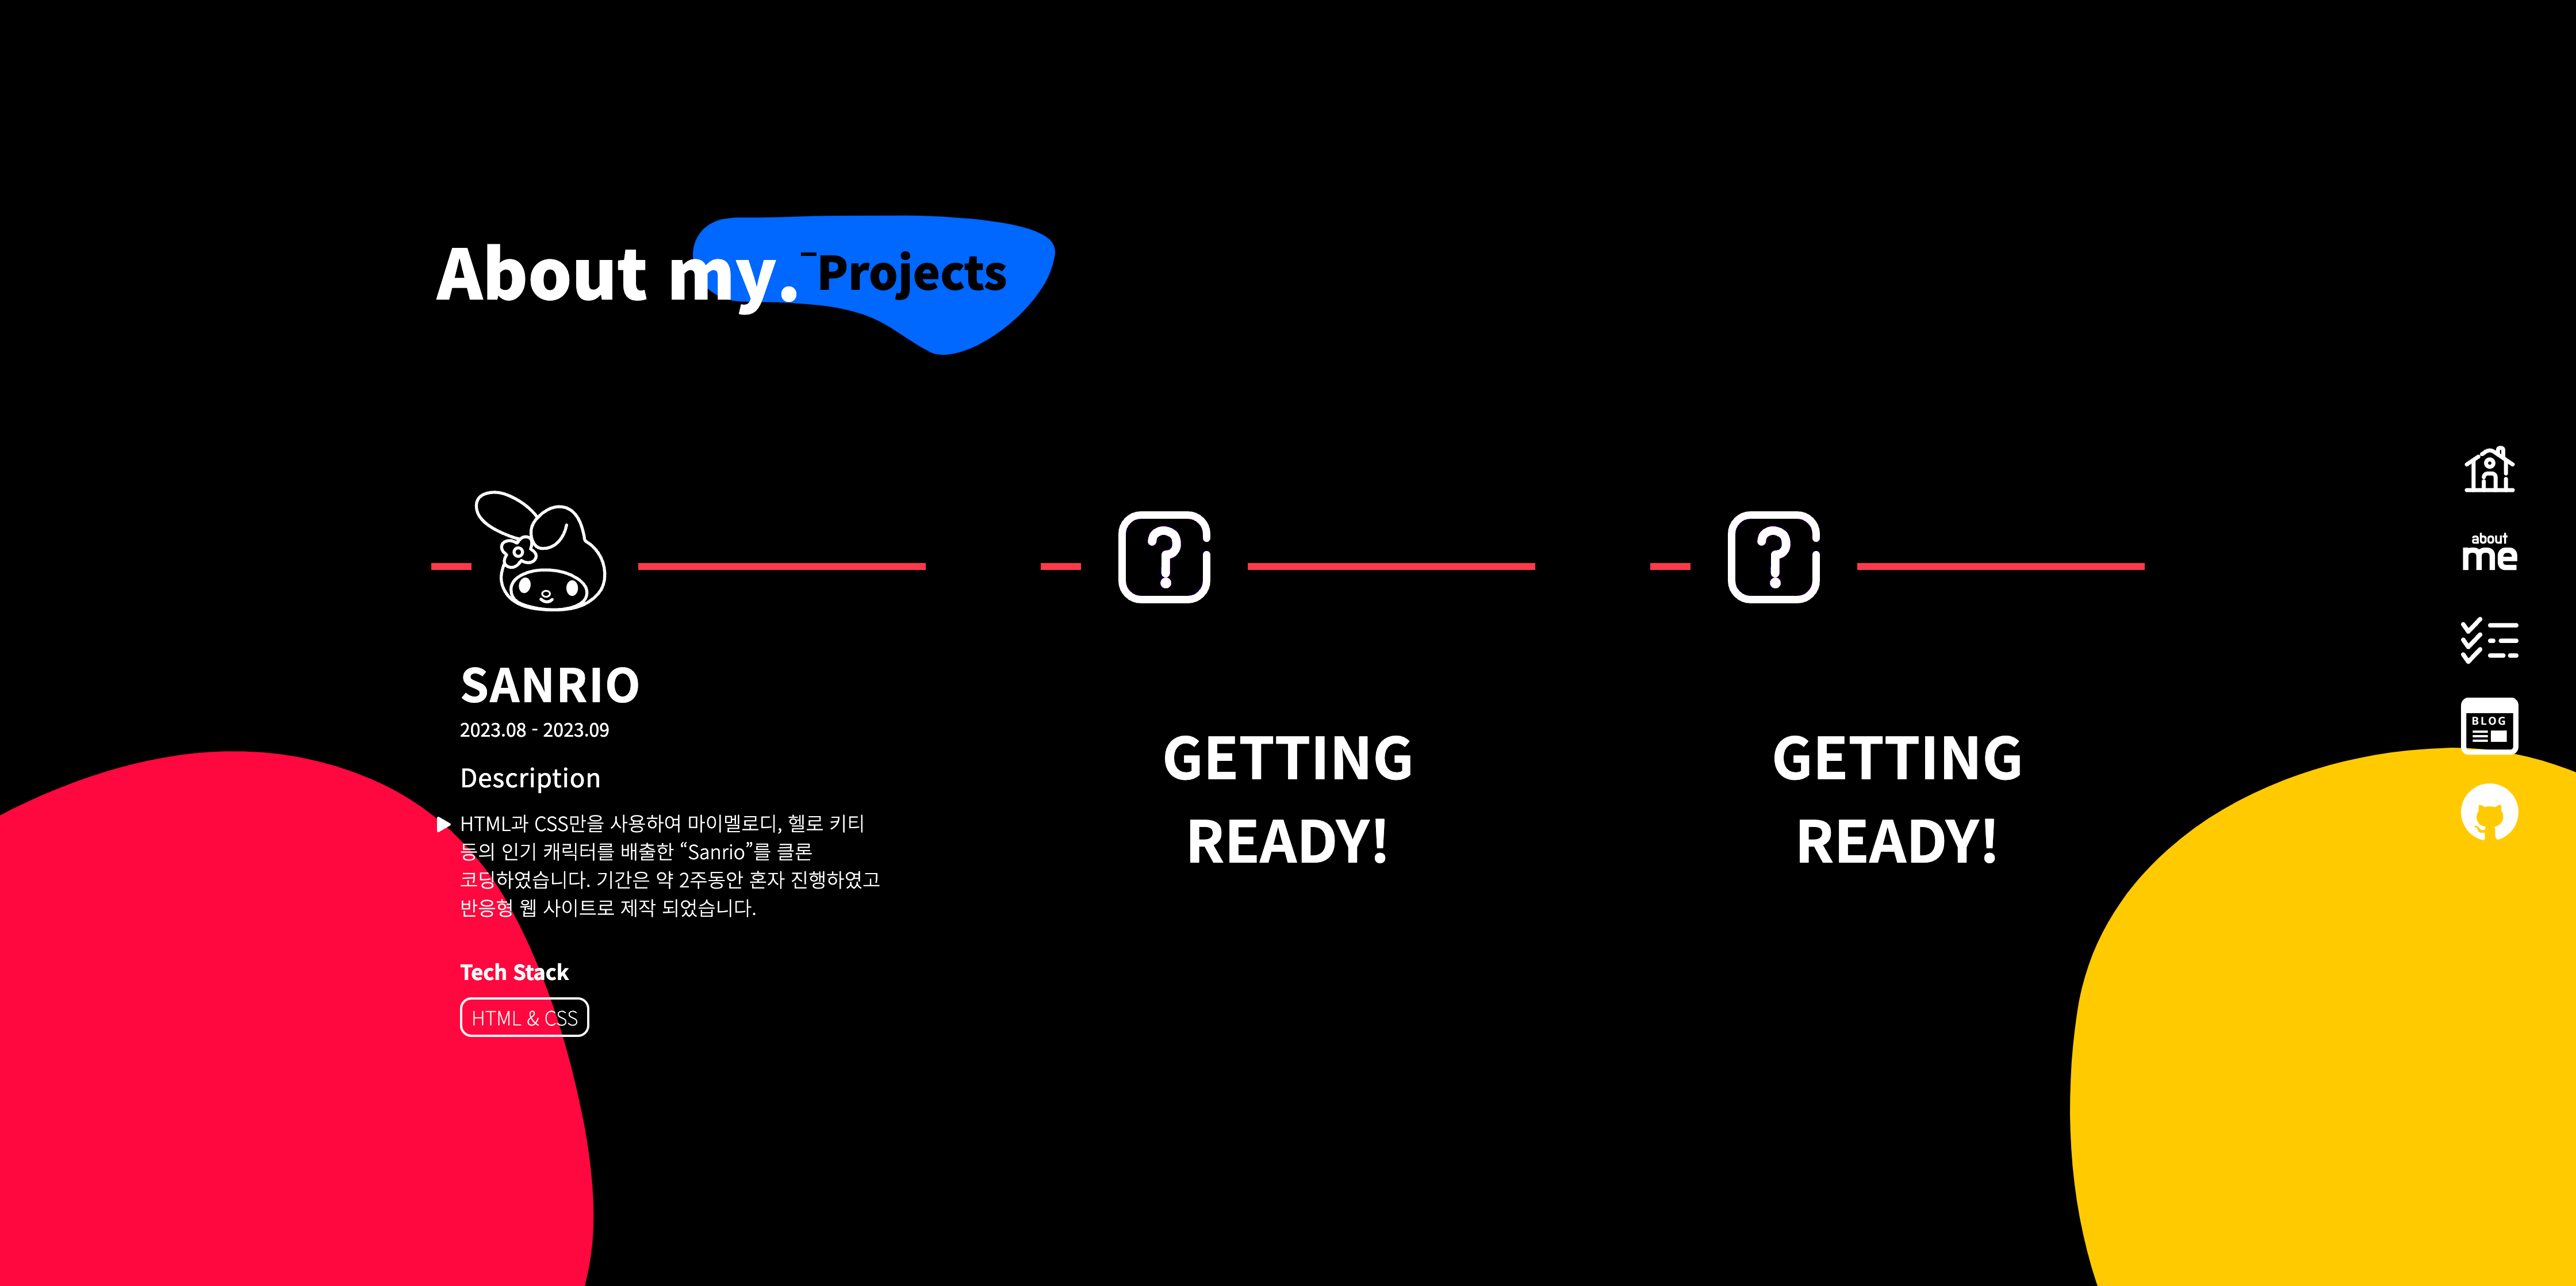 About my. -Projects
SANRIO
2023.08 - 2023.09
Description
HTML과 CSS만을 사용하여 마이멜로디, 헬로 키티
등의 인기 캐릭터를 배출한 “Sanrio”를 클론
코딩하였습니다. 기간은 약 2주동안 혼자 진행하였고
반응형 웹 사이트로 제작 되었습니다.
Tech Stack
HTML & CSS
?
GETTING
READY!
?
GETTING
READY!
about
me
BLOG